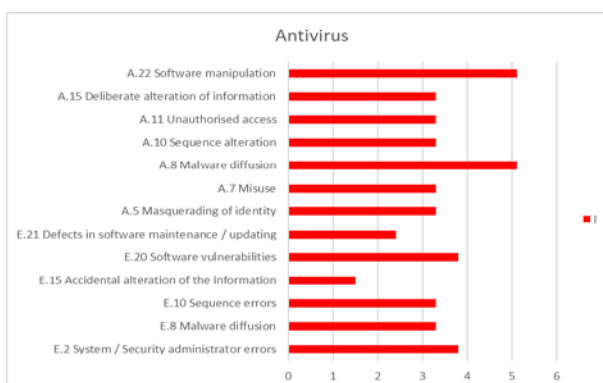 Antivirus
A.22 Software manipulation
A.15 Deliberate alteration of information
A.11 Unauthorised access
A.10 Sequence alteration
A.8 Malware diffusion
A.7 Misuse
A.5 Masquerading of identity
E.21 Defects in software maintenance / updating
E.20 Software vulnerabilities
E.15 Accidental alteration of the information
E.10 Sequence errors
E.8 Malware diffusion
E.2 System / Security administrator errors
0 1 2 3 4 5 6
I